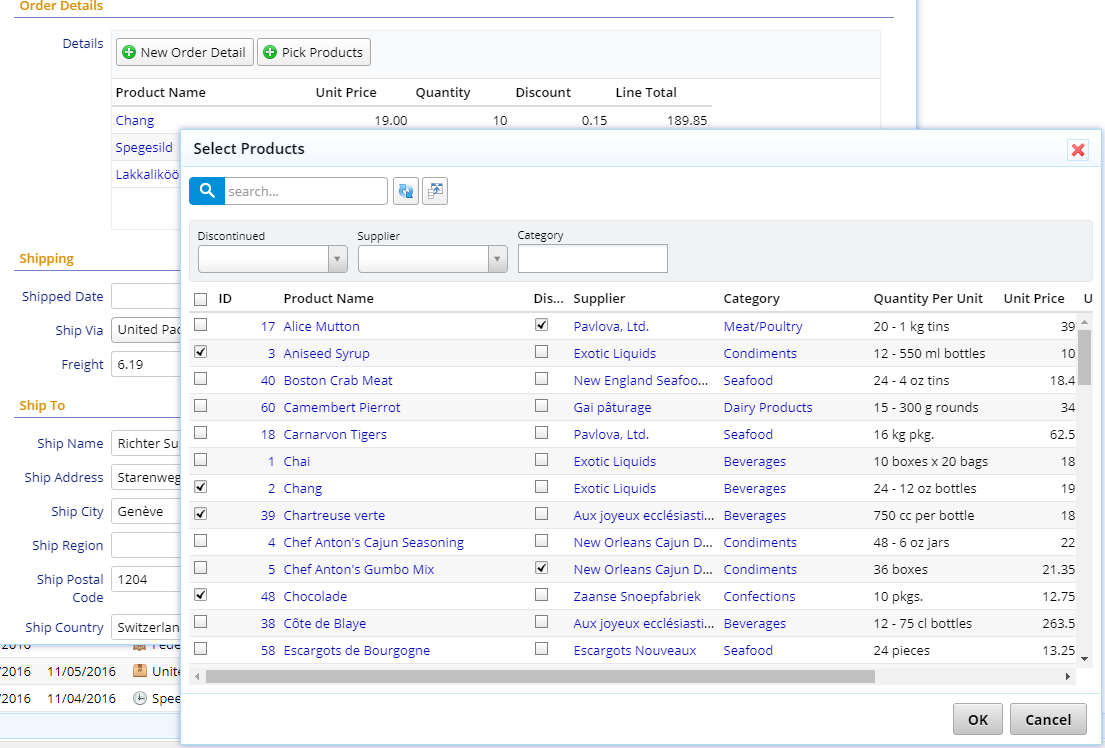 Order Details
Details
New Order Detail Pick Products
Product Name Unit Price Quantity Discount Line Total
Chang 19.00 10 0.15 189.85
Spegesild
Lakkaliköö
Shipping
Shipped Date
Ship Via United Pac
Freight 6.19
Ship To
Ship Name Richter Su
Ship Address Starenweg
Ship City Genève
Ship Region
Ship Postal Code 1204
Ship Country Switzerlan
/2016 11/05/2016 Unite
/2016 11/04/2016 Spee
Select Products
search...
Discontinued Supplier Category
ID Product Name Dis... Supplier Category Quantity Per Unit Unit Price U
17 Alice Mutton Pavlova, Ltd. Meat/Poultry 20 - 1 kg tins 39
3 Aniseed Syrup Exotic Liquids Condiments 12 - 550 ml bottles 10
40 Boston Crab Meat New England Seafoo... Seafood 24 - 4 oz tins 18.4
60 Camembert Pierrot Gai pâturage Dairy Products 15 - 300 g rounds 34
18 Carnarvon Tigers Pavlova, Ltd. Seafood 16 kg pkg. 62.5
1 Chai Exotic Liquids Beverages 10 boxes x 20 bags 18
2 Chang Exotic Liquids Beverages 24 - 12 oz bottles 19
39 Chartreuse verte Aux joyeux ecclésiasti... Beverages 750 cc per bottle 18
4 Chef Anton's Cajun Seasoning New Orleans Cajun D... Condiments 48 - 6 oz jars 22
5 Chef Anton's Gumbo Mix New Orleans Cajun D... Condiments 36 boxes 21.35
48 Chocolade Zaanse Snoepfabriek Confections 10 pkgs. 12.75
38 Côte de Blaye Aux joyeux ecclésiasti... Beverages 12 - 75 cl bottles 263.5
58 Escargots de Bourgogne Escargots Nouveaux Seafood 24 pieces 13.25
OK Cancel